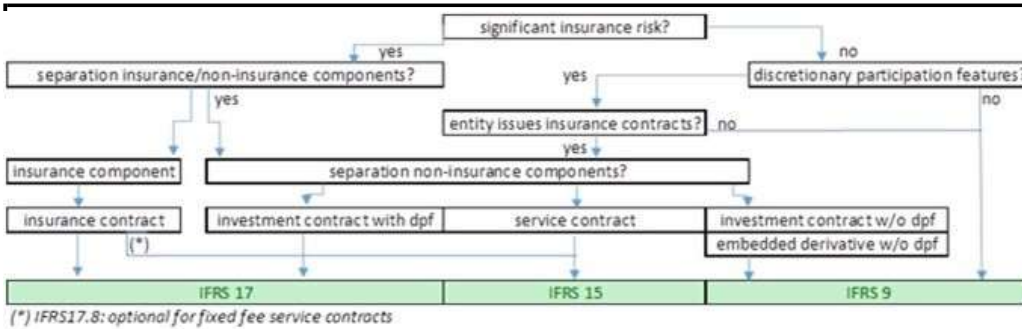 significant insurance risk?
yes
no
separation insurance/non-insurance components?
yes
discretionary participation features?
yes
no
entity issues insurance contracts?
no
yes
insurance component
separation non-insurance components?
insurance contract
investment contract with dpf
service contract
investment contract w/o dpf
(*)
embedded derivative w/o dpf
IFRS 17
IFRS 15
IFRS 9
(*) IFRS17.8: optional for fixed fee service contracts